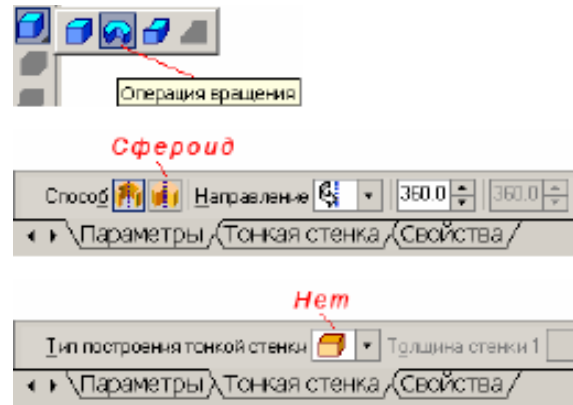 Операция вращения
Сфероид
Способ Направление 360.0 360.0
Параметры Тонкая стенка Свойства
Нет
Тип построения тонкой стенки Толщина стенки 1
Параметры Тонкая стенка Свойства